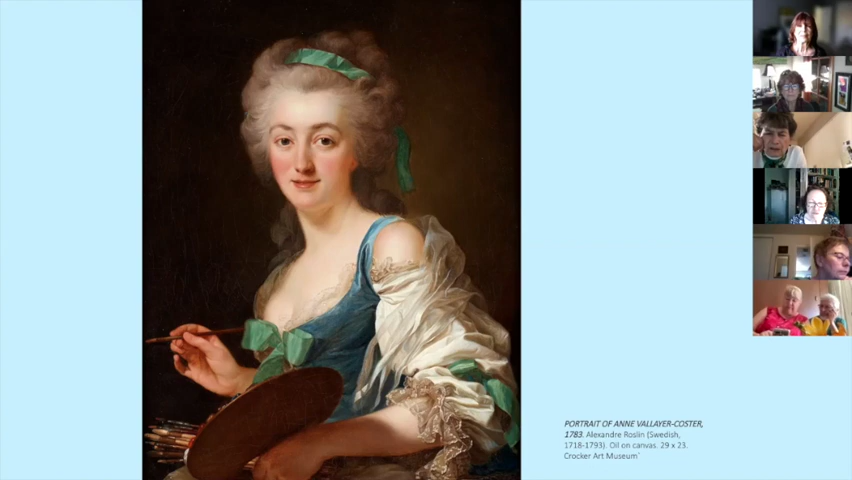 PORTRAIT OF ANNE VALLAYER-COSTER,
1783. Alexandre Roslin (Swedish,
1718-1793). Oil on canvas. 29 x 23.
Crocker Art Museum`